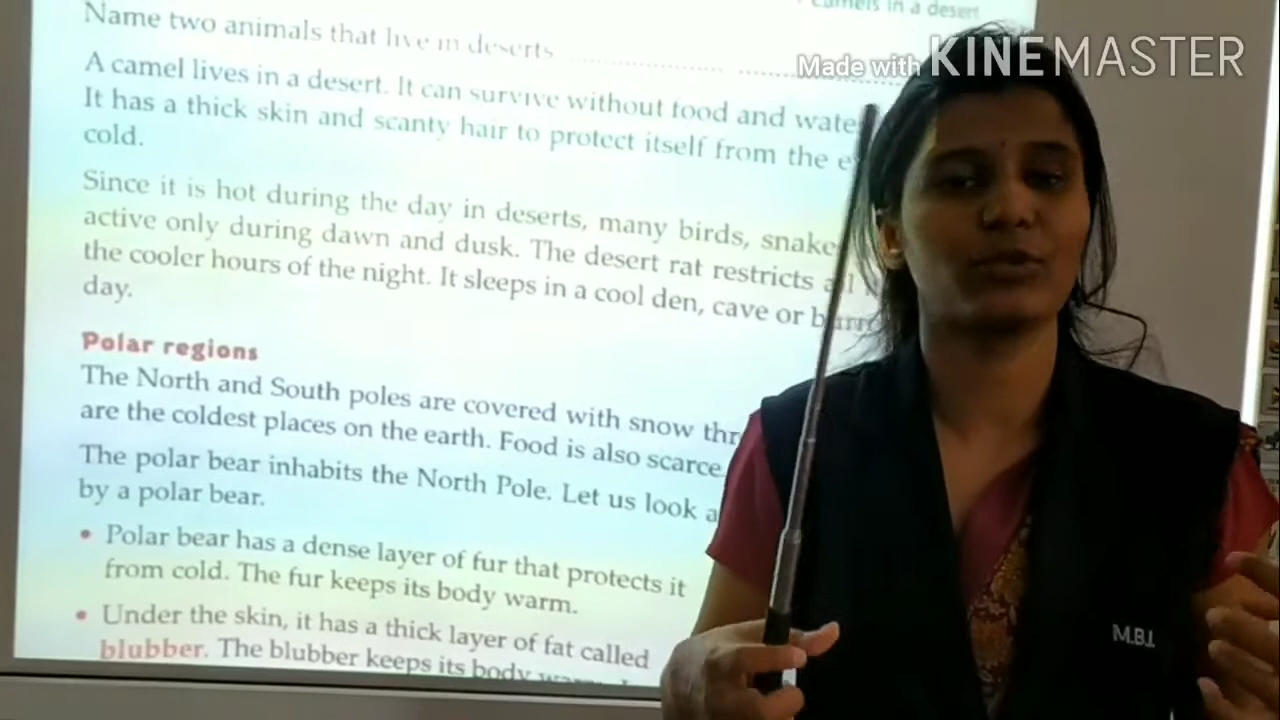 camels in a desert
Made with KINEMASTER
Name two animals that live in deserts
A camel lives in a desert. It can survive without food and wate
It has a thick skin and scanty hair to protect itself from the e
cold.
Since it is hot during the day in deserts, many birds, snake
active only during dawn and dusk. The desert rat restricts
the cooler hours of the night. It sleeps in a cool den, cave or burro
day.
Polar regions
The North and South poles are covered with snow thr
are the coldest places on the earth. Food is also scarce
The polar bear inhabits the North Pole. Let us look a
by a polar bear.
• Polar bear has a dense layer of fur that protects it
from cold. The fur keeps its body warm.
• Under the skin, it has a thick layer of fat called
blubber. The blubber keeps its body
M.B.I.